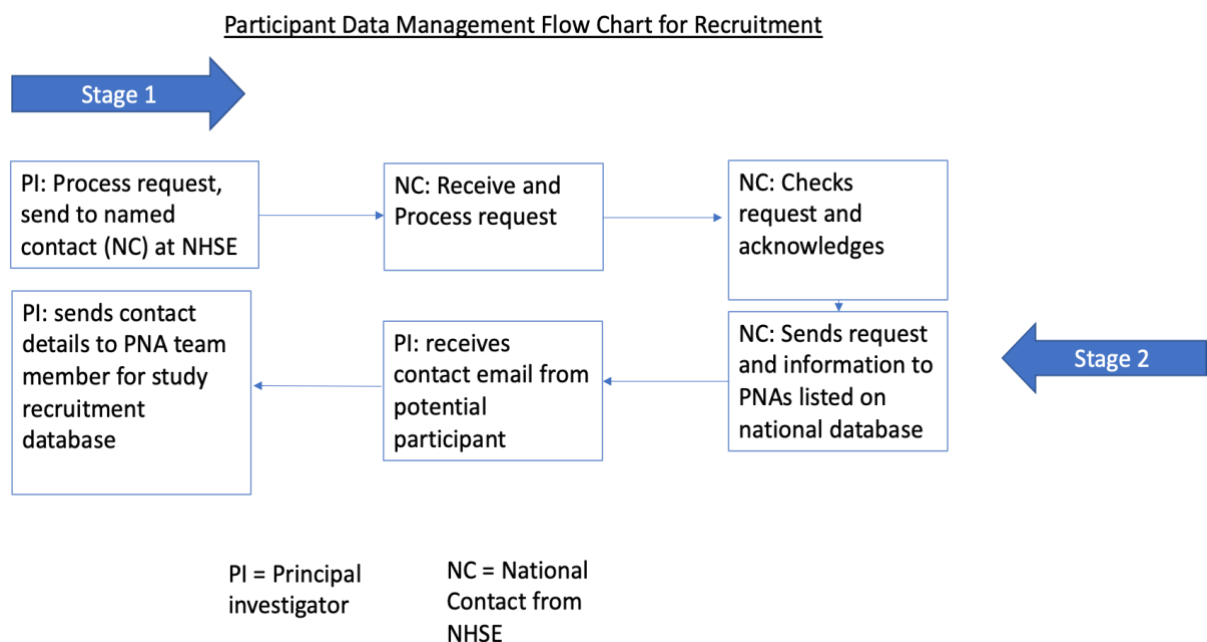 Participant Data Management Flow Chart for Recruitment
Stage 1
PI: Process request,
send to named
contact (NC) at NHSE
NC: Receive and
Process request
NC: Checks
request and
acknowledges
Stage 2
NC: Sends request
and information to
PNAs listed on
national database
PI: receives
contact email from
potential
participant
PI: sends contact
details to PNA team
member for study
recruitment
database
PI = Principal
investigator
NC = National
Contact from
NHSE